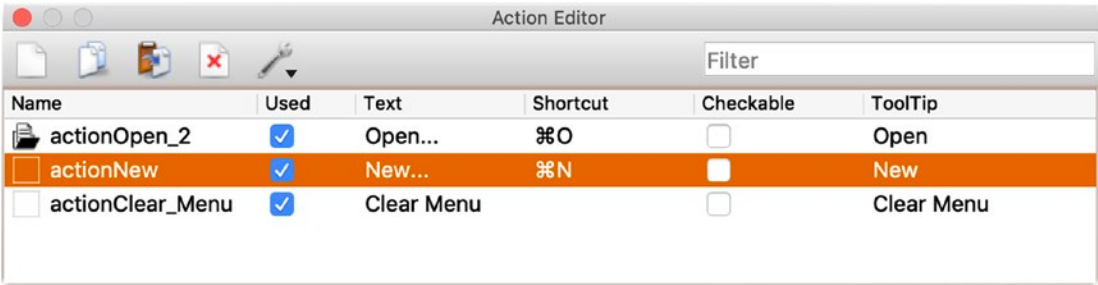 Action Editor
Filter
Name Used Text Shortcut Checkable ToolTip
actionOpen_2 Open... ⌘O Open
actionNew New... ⌘N New
actionClear_Menu Clear Menu Clear Menu